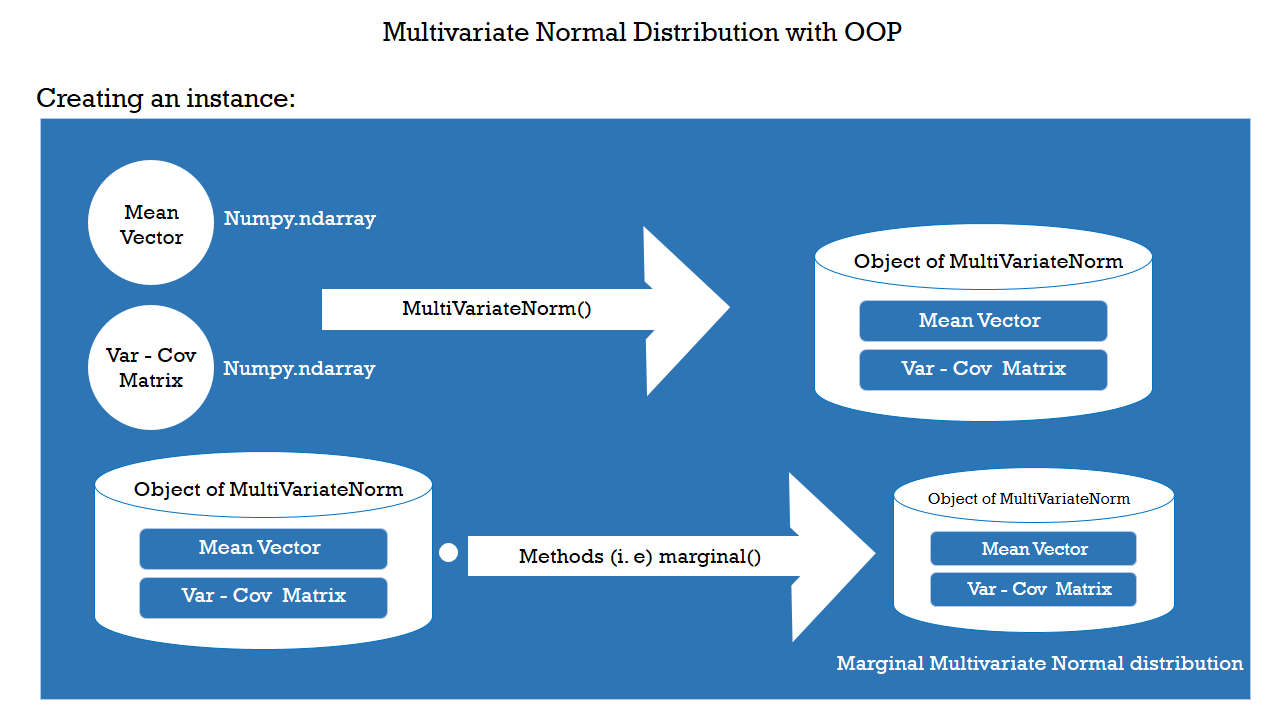 Multivariate Normal Distribution with OOP
Creating an instance:
Mean
Vector
Numpy.ndarray
Var - Cov
Matrix
Numpy.ndarray
MultiVariateNorm()
Object of MultiVariateNorm
Mean Vector
Var - Cov Matrix
Object of MultiVariateNorm
Mean Vector
Var - Cov Matrix
Methods (i. e) marginal()
Object of MultiVariateNorm
Mean Vector
Var - Cov Matrix
Marginal Multivariate Normal distribution